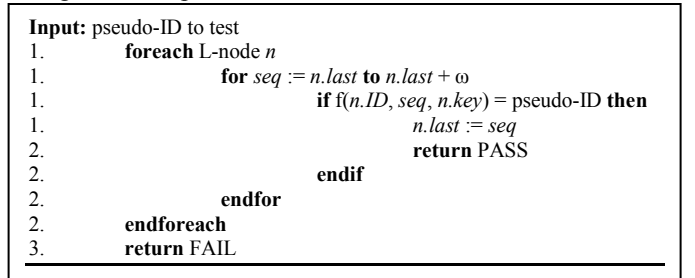 Input: pseudo-ID to test
1. foreach L-node n
1. for seq := n.last to n.last + ω
1. if f(n.ID, seq, n.key) = pseudo-ID then
1. n.last := seq
2. return PASS
2. endif
2. endfor
2. endforeach
3. return FAIL